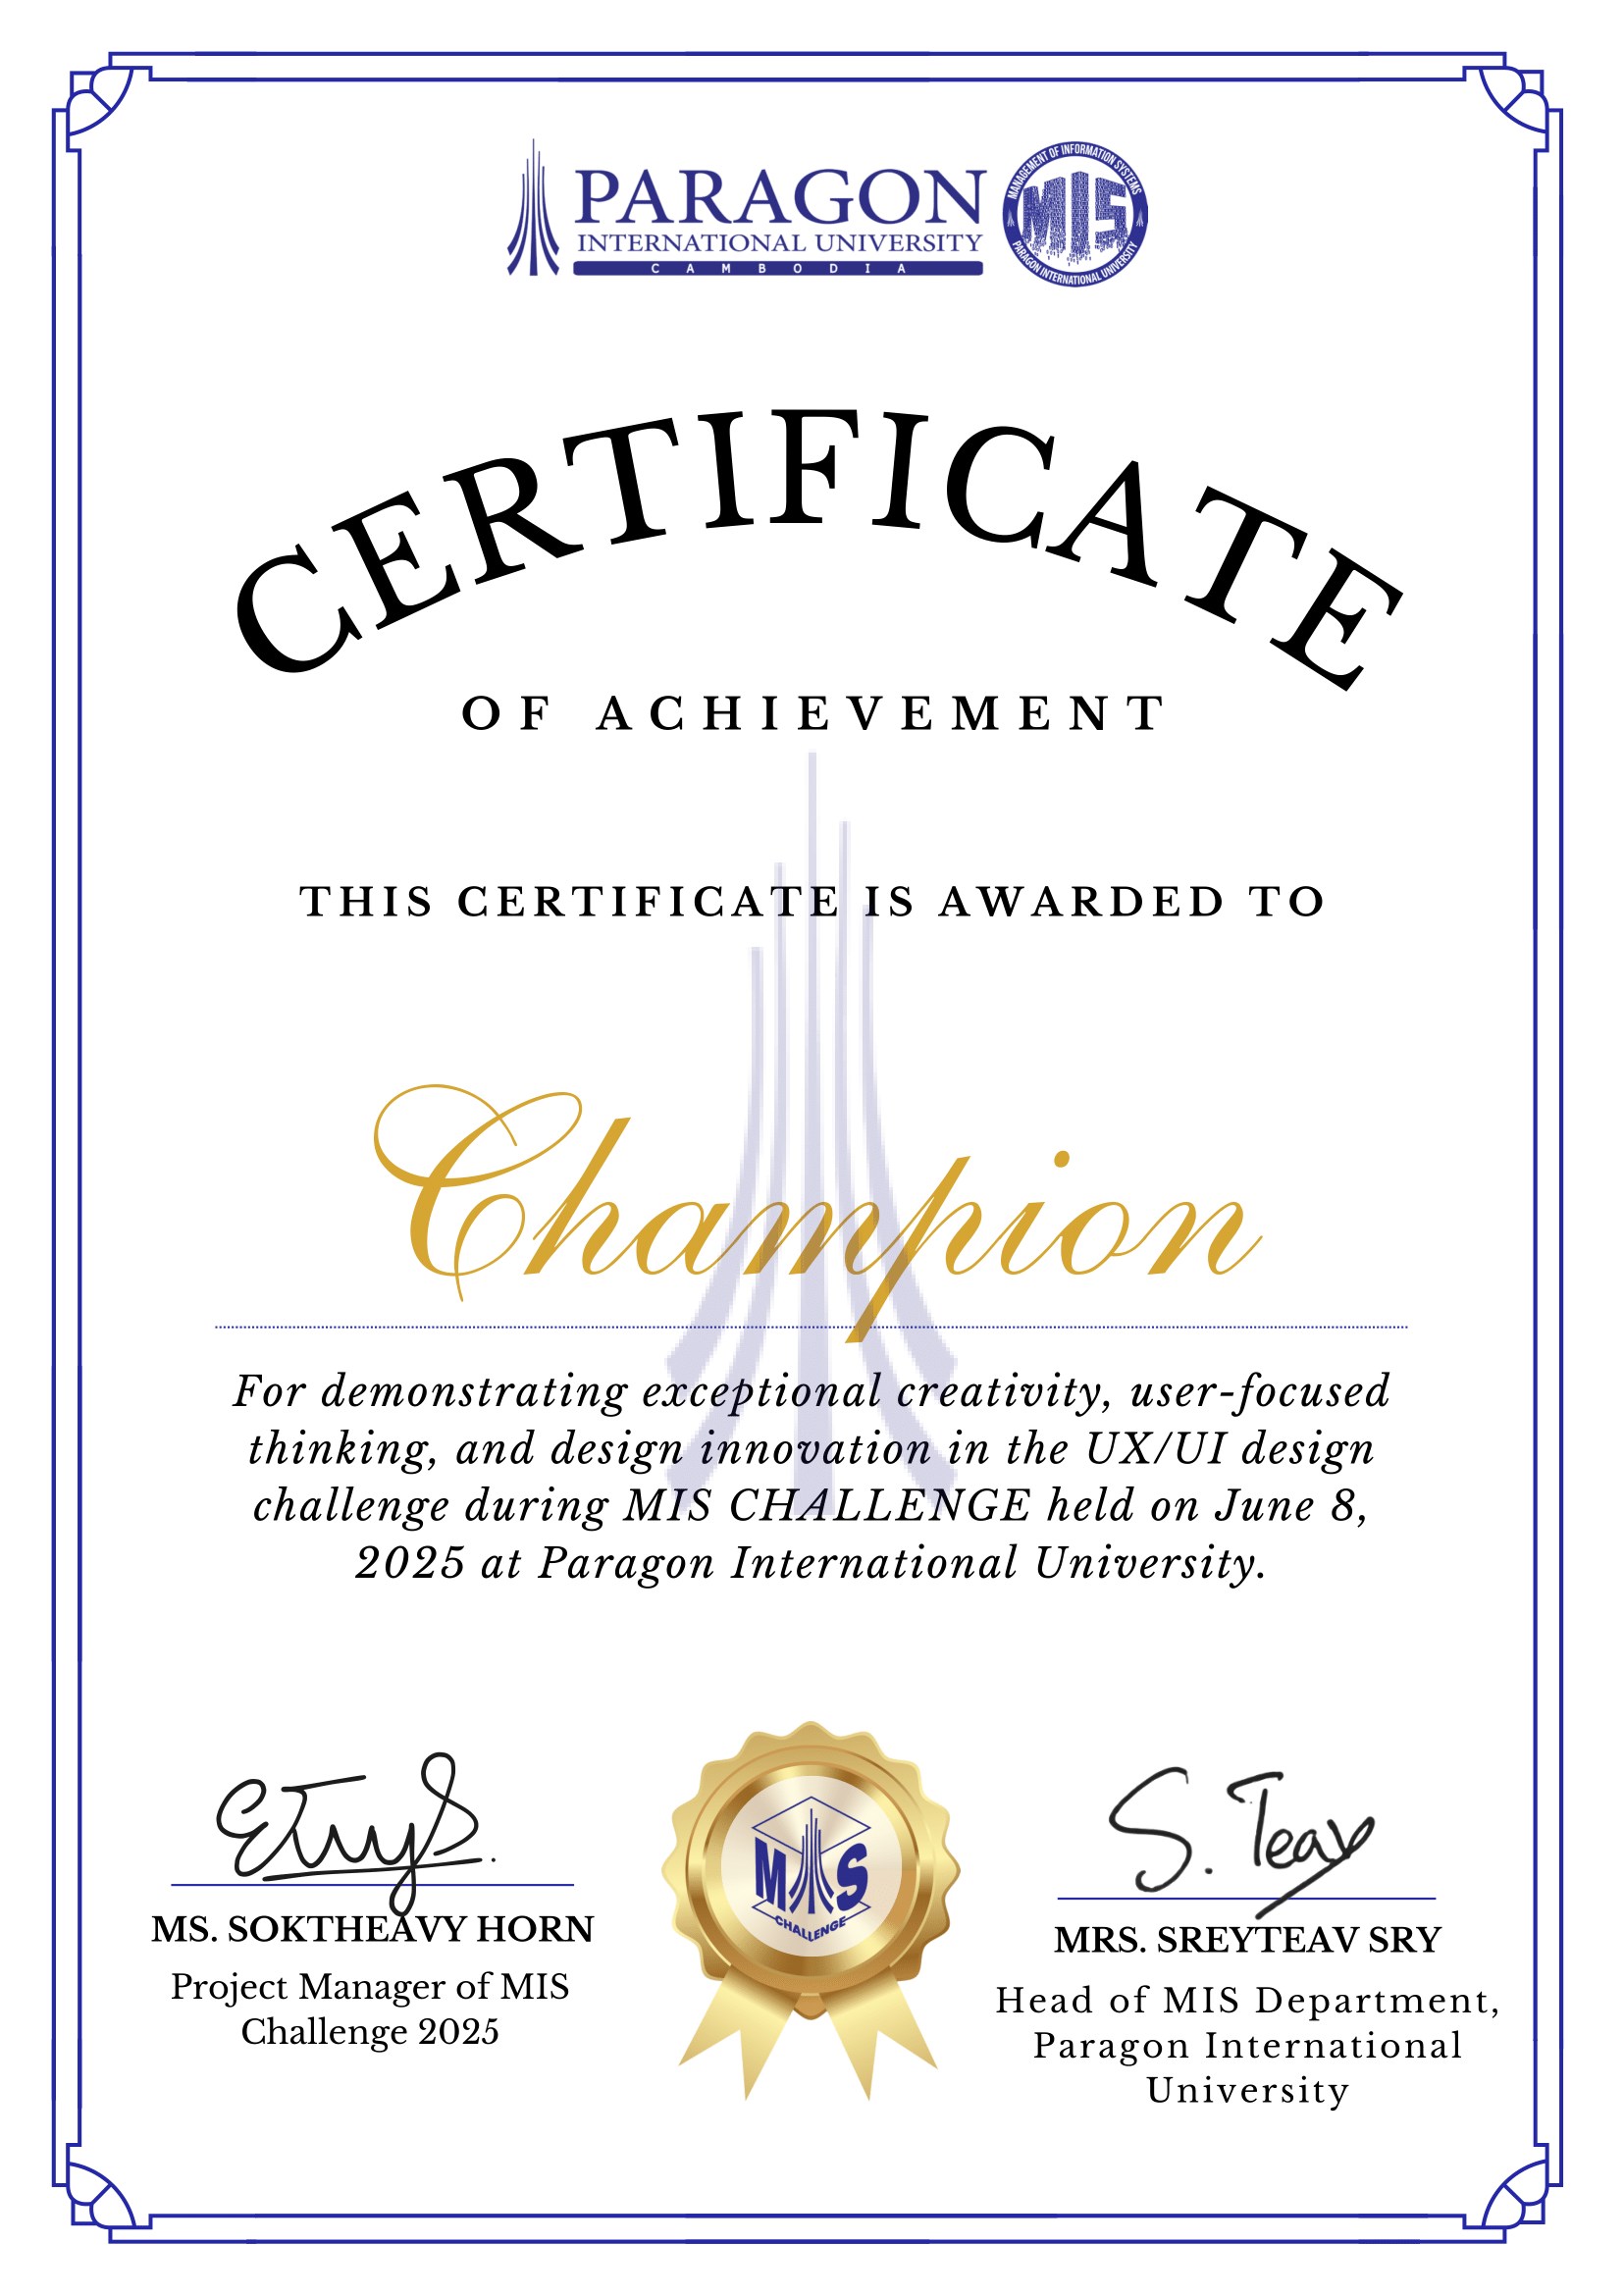 PARAGON
INTERNATIONAL UNIVERSITY
CAMBODIA
MANAGEMENT OF INFORMATION SYSTEMS
MIS
PARAGON INTERNATIONAL UNIVERSITY
CERTIFICATE
OF ACHIEVEMENT
THIS CERTIFICATE IS AWARDED TO
Champion
For demonstrating exceptional creativity, user-focused
thinking, and design innovation in the UX/UI design
challenge during MIS CHALLENGE held on June 8,
2025 at Paragon International University.
MS. SOKTHEAVY HORN
Project Manager of MIS
Challenge 2025
MIS
CHALLENGE
S. Teav
MRS. SREYTEAV SRY
Head of MIS Department,
Paragon International
University